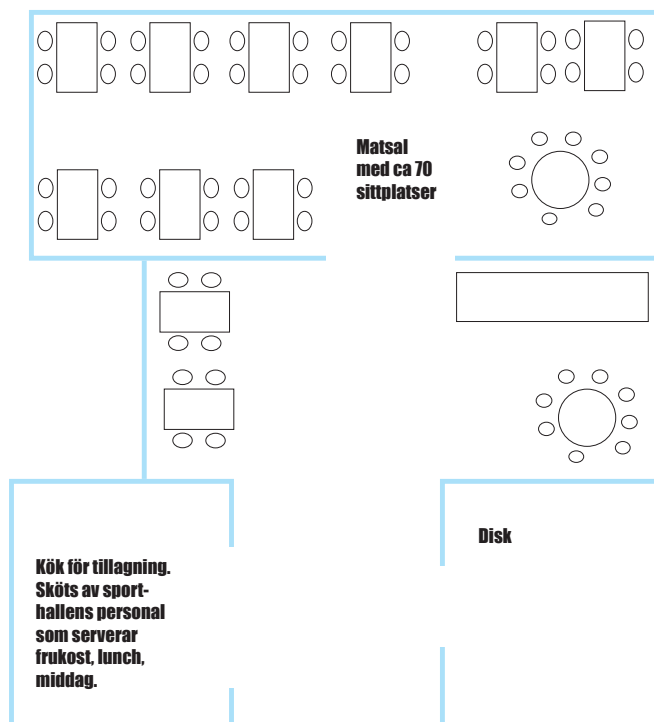 Matsal
med ca 70
sittplatser
Disk
Kök för tillagning.
Sköts av sport-
hallens personal
som serverar
frukost, lunch,
middag.